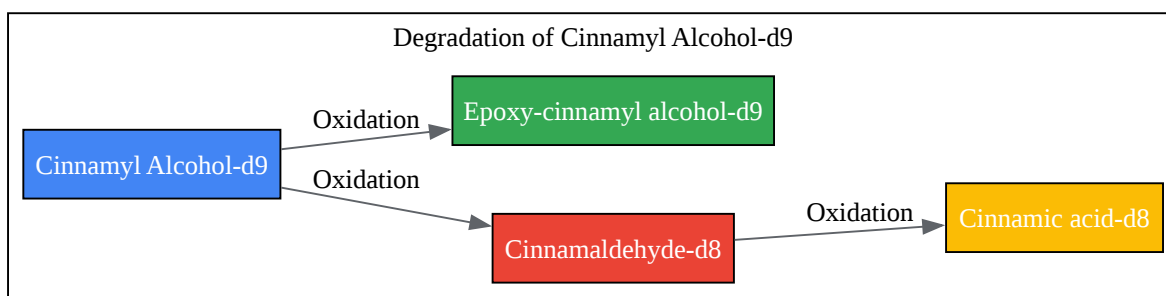 Degradation of Cinnamyl Alcohol-d9
Oxidation
Epoxy-cinnamyl alcohol-d9
Cinnamyl Alcohol-d9
Oxidation
Cinnamaldehyde-d8
Oxidation
Cinnamic acid-d8